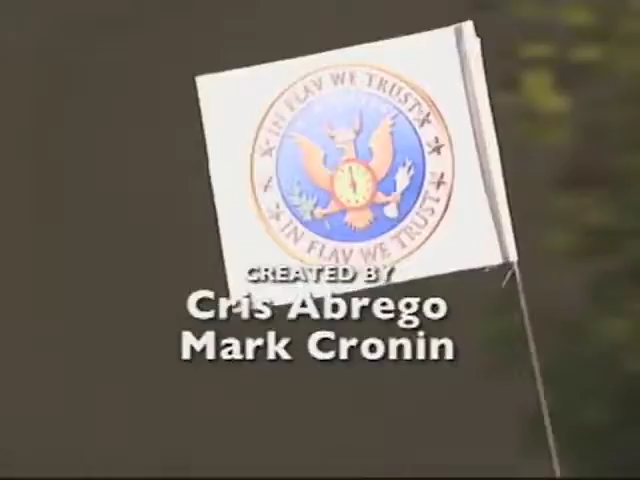 IN FLAV WE TRUST
IN FLAV WE TRUST
CREATED BY
Cris Abrego
Mark Cronin